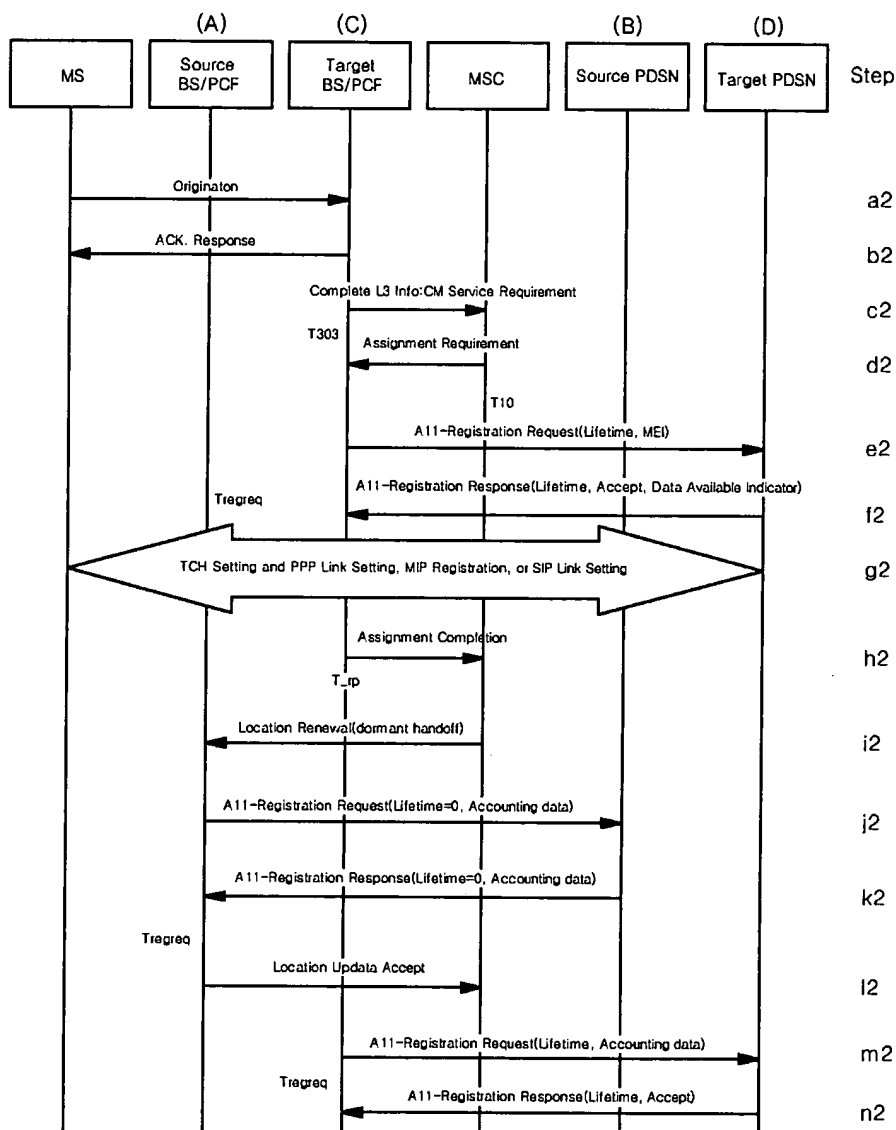 (A) (C) (B) (D)
MS
Source
BS/PCF
Target
BS/PCF
MSC
Source PDSN
Target PDSN
Step
Originaton
a2
ACK. Response
b2
Complete L3 Info:CM Service Requirement
c2
T303
Assignment Requirement
d2
T10
A11-Registration Request(Lifetime, MEI)
e2
A11-Registration Response(Lifetime, Accept, Data Available Indicator)
Tregreq
f2
TCH Setting and PPP Link Setting, MIP Registration, or SIP Link Setting
g2
Assignment Completion
h2
T_rp
Location Renewal(dormant handoff)
i2
A11-Registration Request(Lifetime=0, Accounting data)
j2
A11-Registration Response(Lifetime=0, Accounting data)
k2
Tregreq
Location Updata Accept
l2
A11-Registration Request(Lifetime, Accounting data)
m2
Tregreq
A11-Registration Response(Lifetime, Accept)
n2